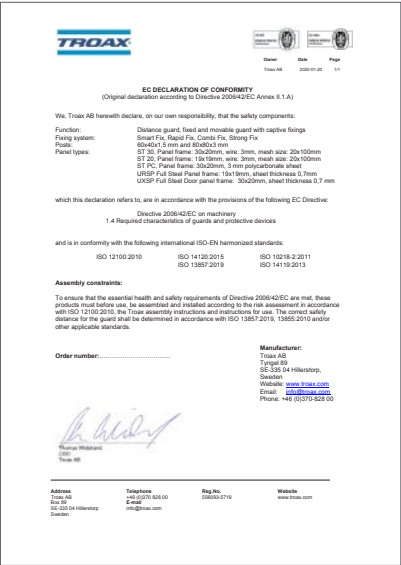 TROAX
Owner Date Page
Troax AB 2020-01-20 1/1
EC DECLARATION OF CONFORMITY
(Original declaration according to Directive 2006/42/EC Annex II.1.A)
We, Troax AB herewith declare, on our own responsibility, that the safety components:
Function: Distance guard, fixed and movable guard with captive fixings
Fixing system: Smart Fix, Rapid Fix, Combi Fix, Strong Fix
Posts: 60x40x1,5 mm and 80x80x3 mm
Panel types: ST 30, Panel frame: 30x20mm, wire: 3mm, mesh size: 20x100mm
ST 20, Panel frame: 19x19mm, wire: 3mm, mesh size: 20x100mm
ST PC, Panel frame: 30x20mm, 3 mm polycarbonate sheet
URSP Full Steel Panel frame: 19x19mm, sheet thickness 0,7mm
UXSP Full Steel Door panel frame: 30x20mm, sheet thickness 0,7 mm
which this declaration refers to, are in accordance with the provisions of the following EC Directive:
Directive 2006/42/EC on machinery
1.4 Required characteristics of guards and protective devices
and is in conformity with the following international ISO-EN harmonized standards:
ISO 12100:2010 ISO 14120:2015 ISO 10218-2:2011
ISO 13857:2019 ISO 14119:2013
Assembly constraints:
To ensure that the essential health and safety requirements of Directive 2006/42/EC are met, these
products must before use, be assembled and installed according to the risk assessment in accordance
with ISO 12100:2010, the Troax assembly instructions and instructions for use. The correct safety
distance for the guard shall be determined in accordance with ISO 13857:2019, 13855:2010 and/or
other applicable standards.
Order number:...................................
Manufacturer:
Troax AB
Tyngel 89
SE-335 04 Hillerstorp,
Sweden
Website: www.troax.com
Email: info@troax.com
Phone: +46 (0)370-828 00
Thomas Widstrand
CEO
Troax AB
Address Telephone Reg.No. Website
Troax AB +46 (0)370 828 00 556093-5719 www.troax.com
Box 89 E-mail
SE-335 04 Hillerstorp info@troax.com
Sweden